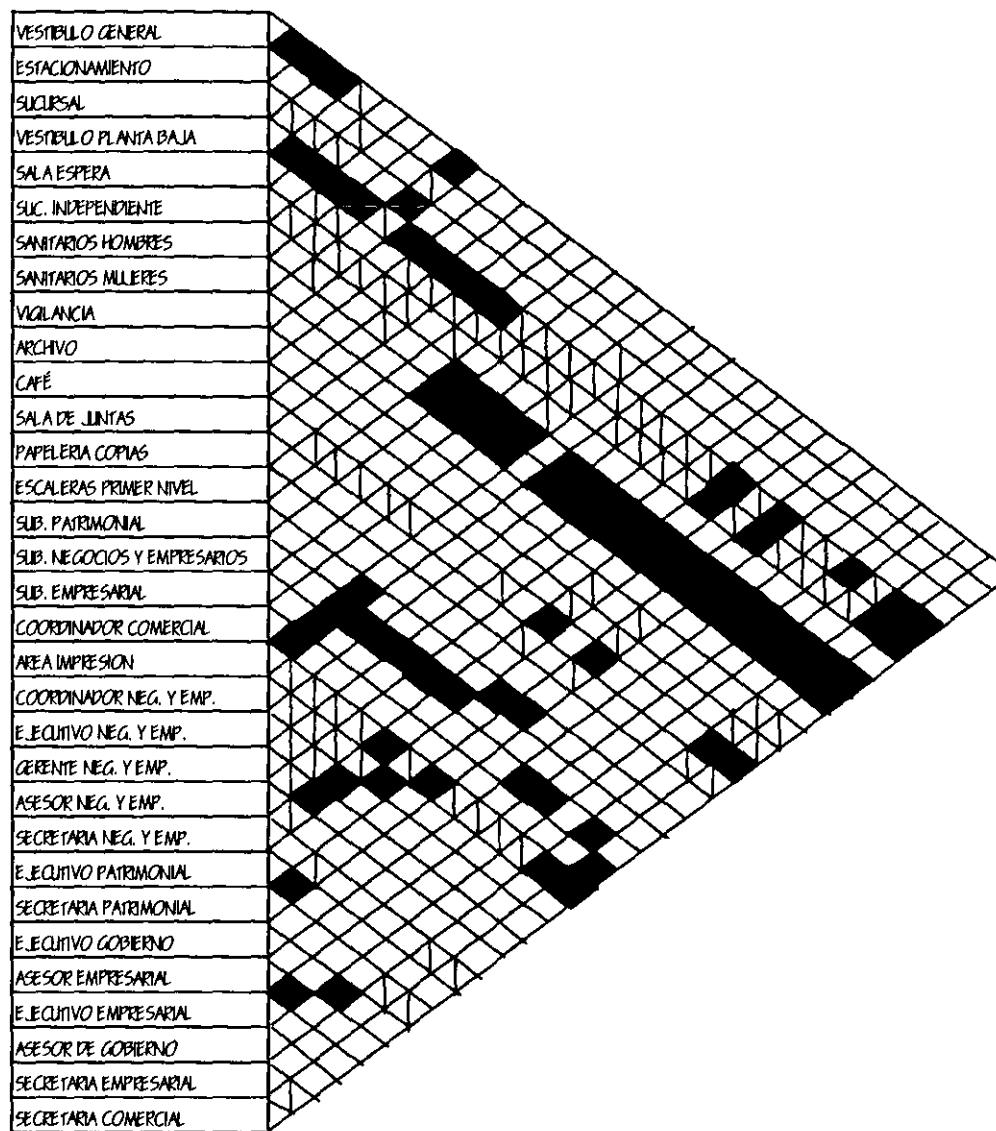 VESTIBULO GENERAL
ESTACIONAMIENTO
SUCURSAL
VESTIBULO PLANTA BAJA
SALA ESPERA
SUC. INDEPENDIENTE
SANITARIOS HOMBRES
SANITARIOS MUJERES
VIGILANCIA
ARCHIVO
CAFÉ
SALA DE JUNTAS
PAPELERIA COPIAS
ESCALERAS PRIMER NIVEL
SUB. PATRIMONIAL
SUB. NEGOCIOS Y EMPRESARIOS
SUB. EMPRESARIAL
COORDINADOR COMERCIAL
AREA IMPRESION
COORDINADOR NEG. Y EMP.
EJECUTIVO NEG. Y EMP.
GERENTE NEG. Y EMP.
ASESOR NEG. Y EMP.
SECRETARIA NEG. Y EMP.
EJECUTIVO PATRIMONIAL
SECRETARIA PATRIMONIAL
EJECUTIVO GOBIERNO
ASESOR EMPRESARIAL
EJECUTIVO EMPRESARIAL
ASESOR DE GOBIERNO
SECRETARIA EMPRESARIAL
SECRETARIA COMERCIAL